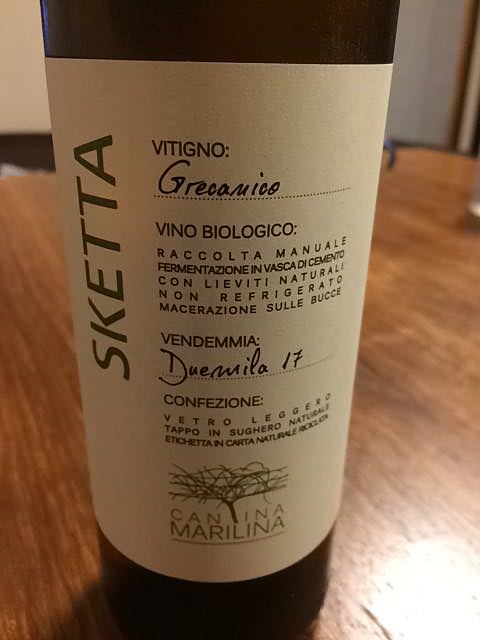 SKETTA
VITIGNO:
Grecanico
VINO BIOLOGICO:
RACCOLTA MANUALE
FERMENTAZIONE IN VASCA DI CEMENTO
CON LIEVITI NATURALI
NON REFRIGERATO
MACERAZIONE SULLE BUCCE
VENDEMMIA:
Duemila 17
CONFEZIONE:
VETRO LEGGERO
TAPPO IN SUGHERO NATURALE
ETICHETTA IN CARTA NATURALE RICICLATA
CANTINA
MARILINA